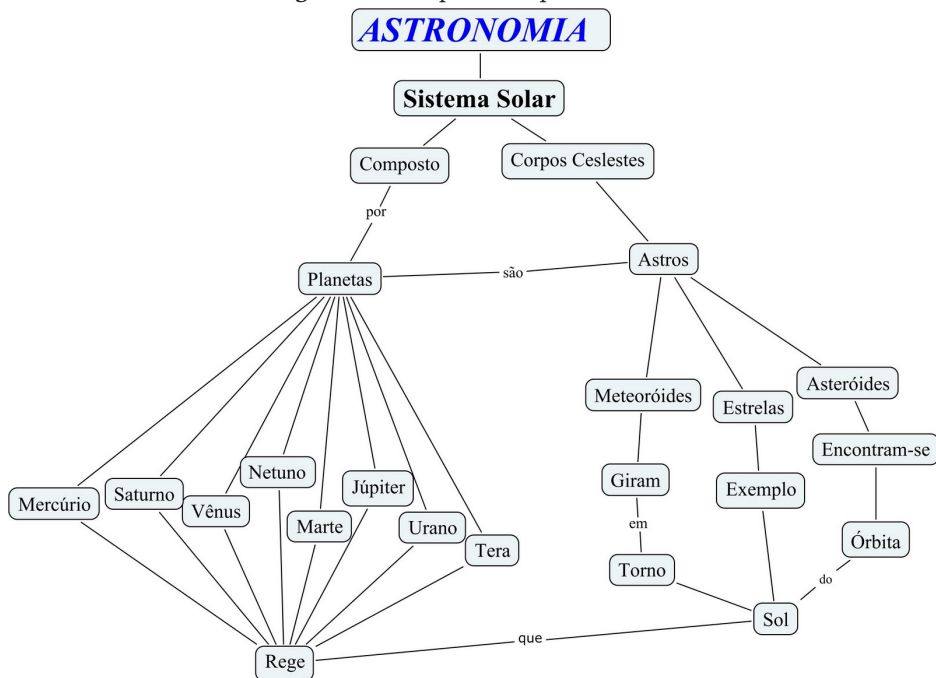 ASTRONOMIA
Sistema Solar
Composto
Corpos Ceslestes
por
Planetas
são
Astros
Meteoróides
Estrelas
Asteróides
Mercúrio
Saturno
Vênus
Netuno
Marte
Júpiter
Urano
Tera
Giram
Exemplo
Encontram-se
em
Torno
Órbita
do
Sol
que
Rege